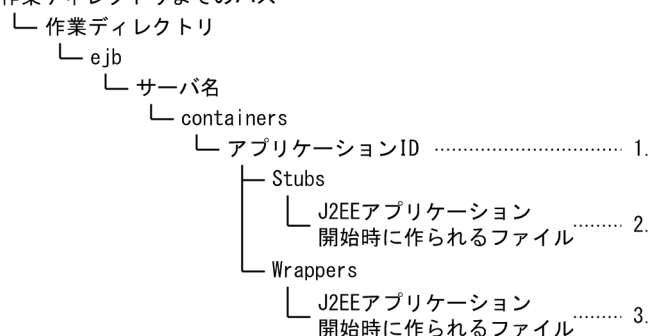 作業ディレクトリまでのパス
作業ディレクトリ
ejb
サーバ名
containers
アプリケーションID 1.
Stubs
J2EEアプリケーション
開始時に作られるファイル 2.
Wrappers
J2EEアプリケーション
開始時に作られるファイル 3.